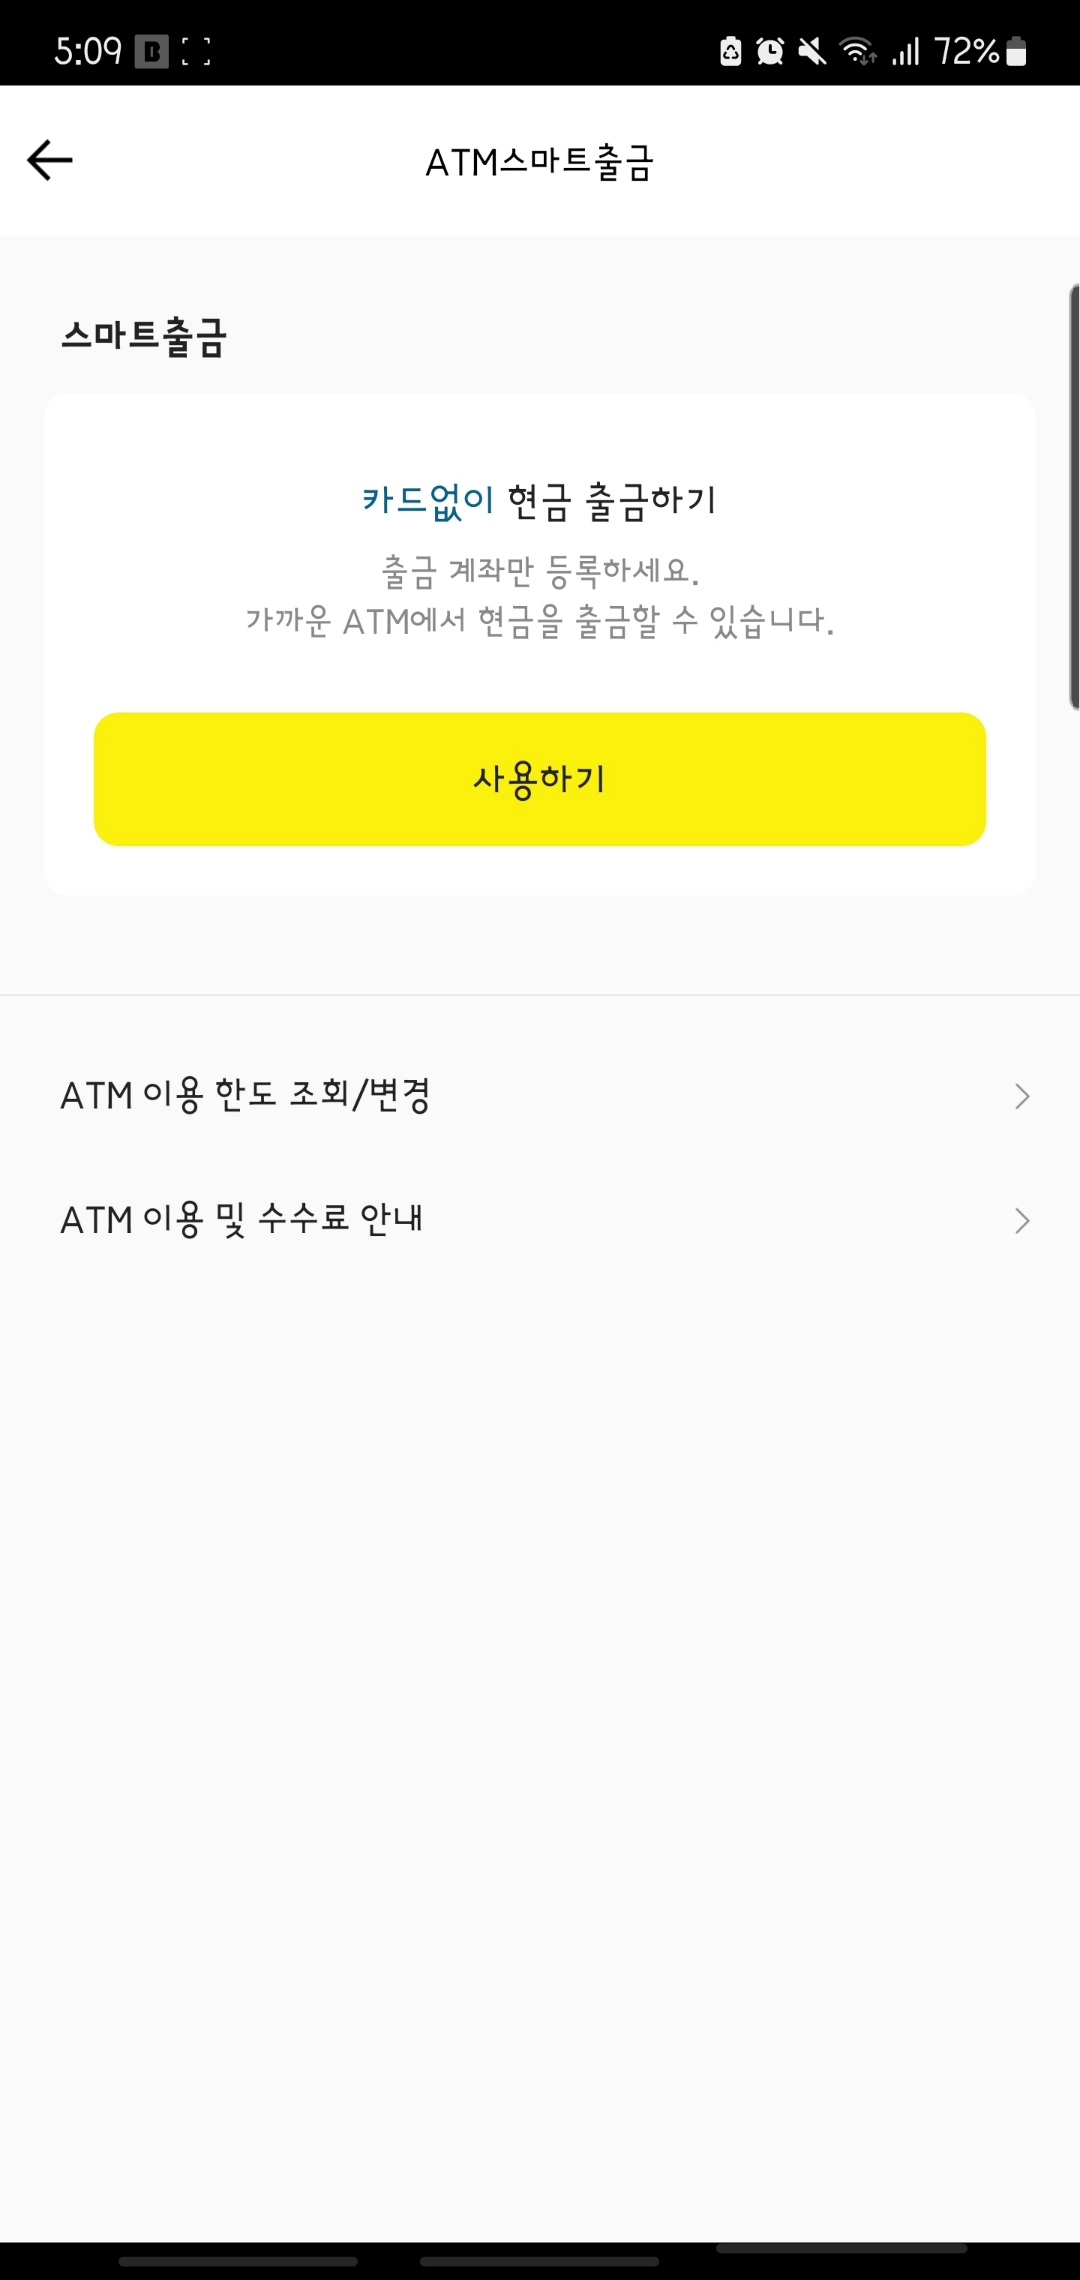 5:09 B 72%
ATM스마트출금
스마트출금
카드없이 현금 출금하기
출금 계좌만 등록하세요.
가까운 ATM에서 현금을 출금할 수 있습니다.
사용하기
ATM 이용 한도 조회/변경
ATM 이용 및 수수료 안내